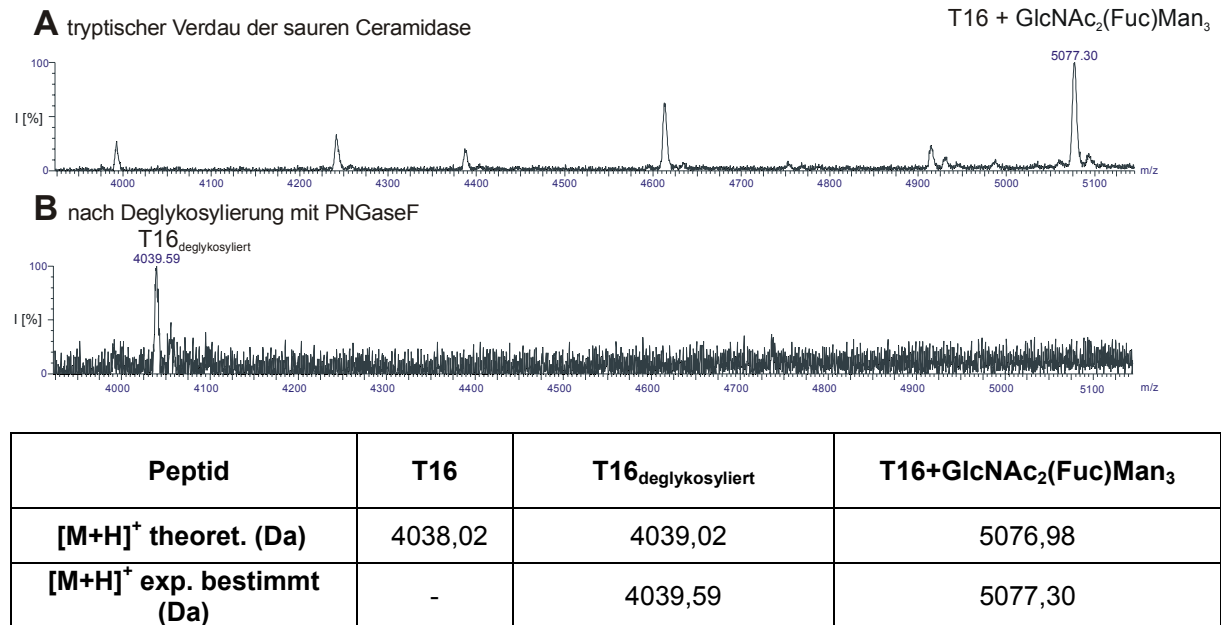 A tryptischer Verdau der sauren Ceramidase
T16 + GlcNAc2(Fuc)Man3
5077.30
100
I [%]
0
4000 4100 4200 4300 4400 4500 4600 4700 4800 4900 5000 5100 m/z
B nach Deglykosylierung mit PNGaseF
T16deglykosyliert
4039.59
100
I [%]
0
4000 4100 4200 4300 4400 4500 4600 4700 4800 4900 5000 5100 m/z
Peptid T16 T16deglykosyliert T16+GlcNAc2(Fuc)Man3
[M+H]+ theoret. (Da) 4038,02 4039,02 5076,98
[M+H]+ exp. bestimmt
(Da) - 4039,59 5077,30